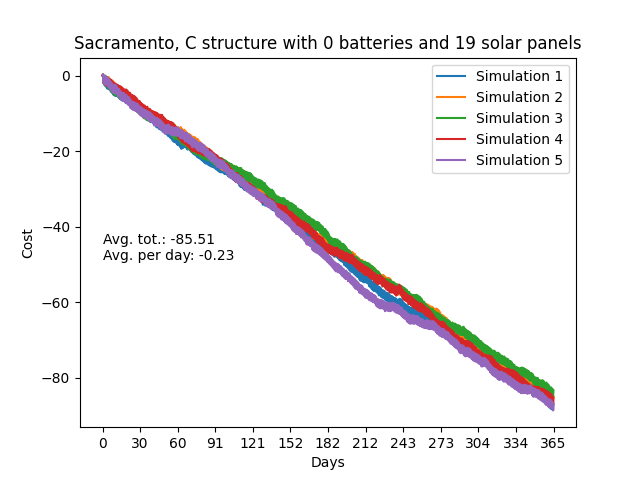 Sacramento, C structure with 0 batteries and 19 solar panels
Simulation 1
Simulation 2
Simulation 3
Simulation 4
Simulation 5
0
−20
−40
−60
−80
Cost
Avg. tot.: -85.51
Avg. per day: -0.23
0 30 60 91 121 152 182 212 243 273 304 334 365
Days